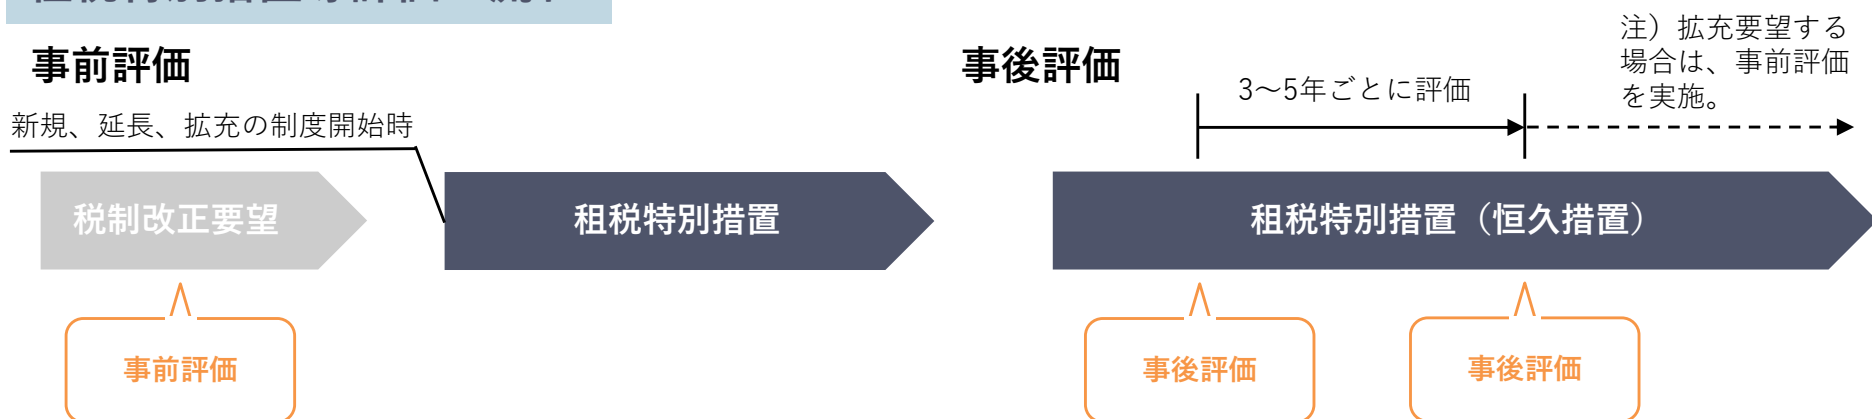 事前評価
新規、延長、拡充の制度開始時
税制改正要望
租税特別措置
事前評価
事後評価
3～5年ごとに評価
注）拡充要望する
場合は、事前評価
を実施。
租税特別措置（恒久措置）
事後評価
事後評価